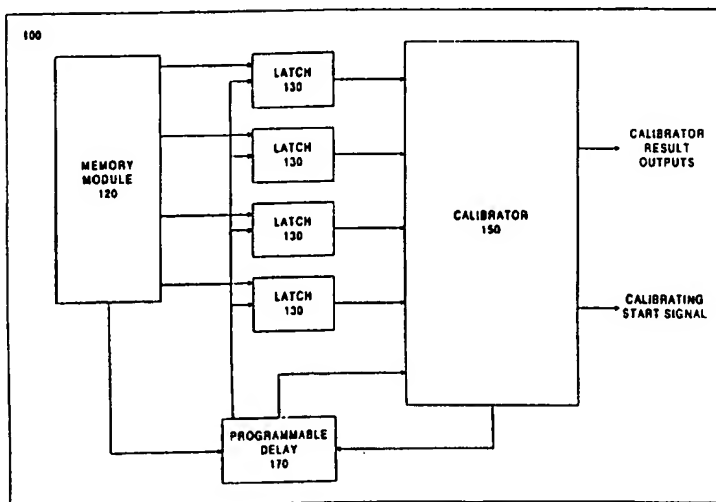 100
MEMORY
MODULE
120
LATCH
130
LATCH
130
LATCH
130
LATCH
130
CALIBRATOR
150
PROGRAMMABLE
DELAY
170
CALIBRATOR
RESULT
OUTPUTS
CALIBRATING
START SIGNAL